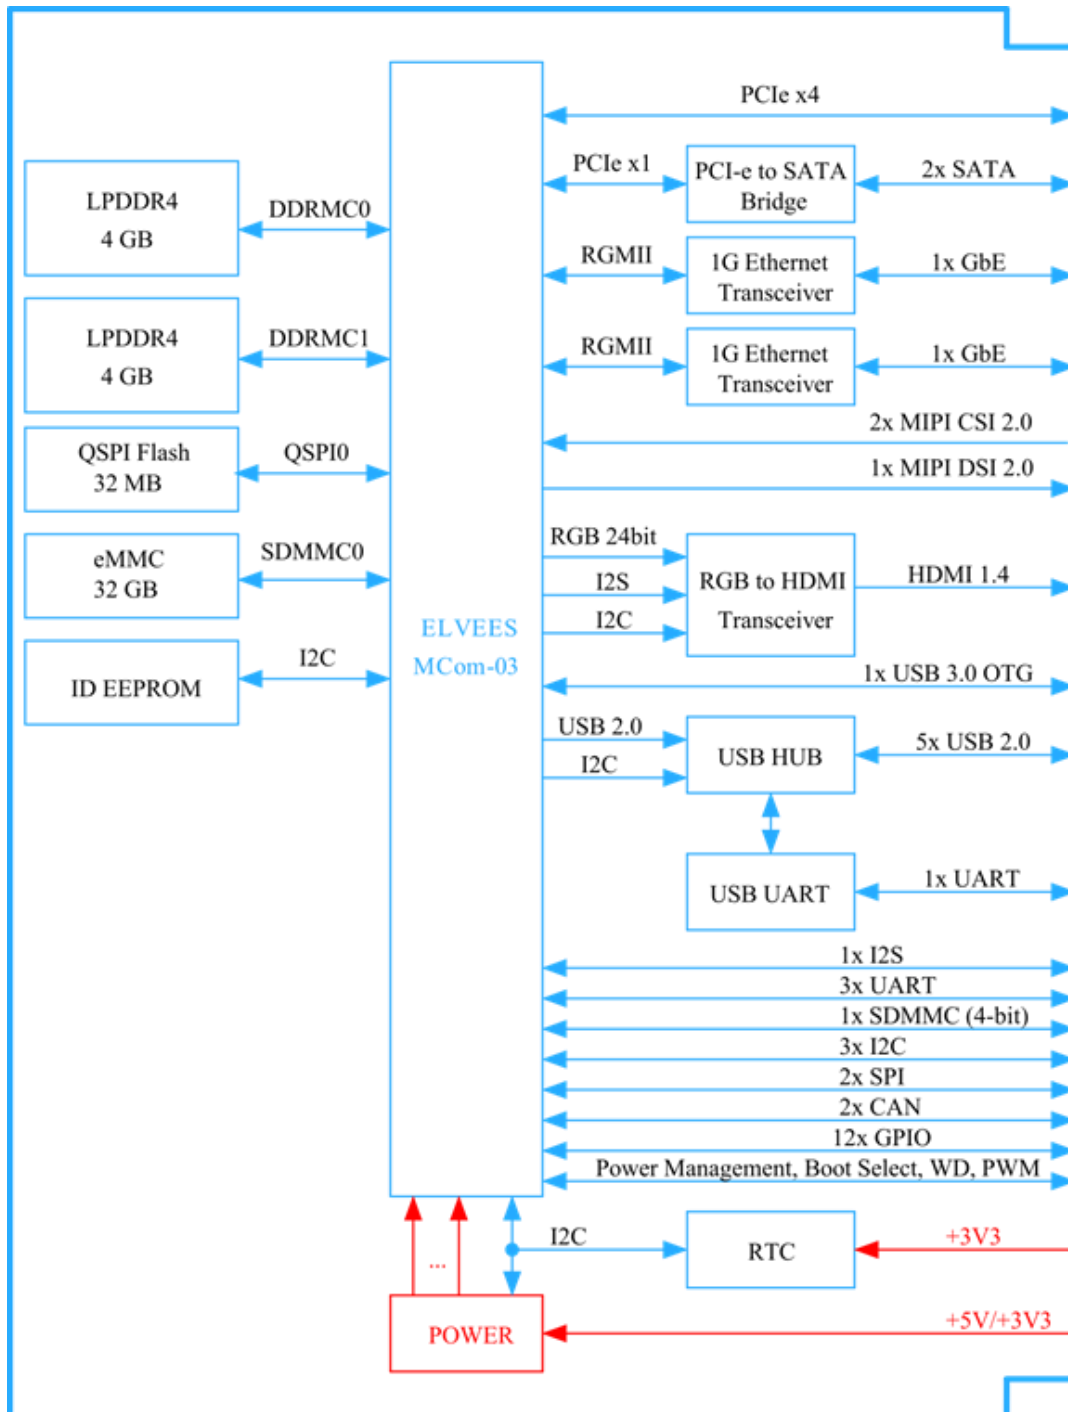 PCIe x4
PCIe x1
PCI-e to SATA
Bridge
2x SATA
LPDDR4
4 GB
DDRMC0
RGMII
1G Ethernet
Transceiver
1x GbE
LPDDR4
4 GB
DDRMC1
RGMII
1G Ethernet
Transceiver
1x GbE
QSPI Flash
32 MB
QSPI0
2x MIPI CSI 2.0
1x MIPI DSI 2.0
eMMC
32 GB
SDMMC0
RGB 24bit
I2S
I2C
RGB to HDMI
Transceiver
HDMI 1.4
ELVEES
MCom-03
ID EEPROM
I2C
1x USB 3.0 OTG
USB 2.0
I2C
USB HUB
5x USB 2.0
USB UART
1x UART
1x I2S
3x UART
1x SDMMC (4-bit)
3x I2C
2x SPI
2x CAN
12x GPIO
Power Management, Boot Select, WD, PWM
...
I2C
RTC
+3V3
POWER
+5V/+3V3